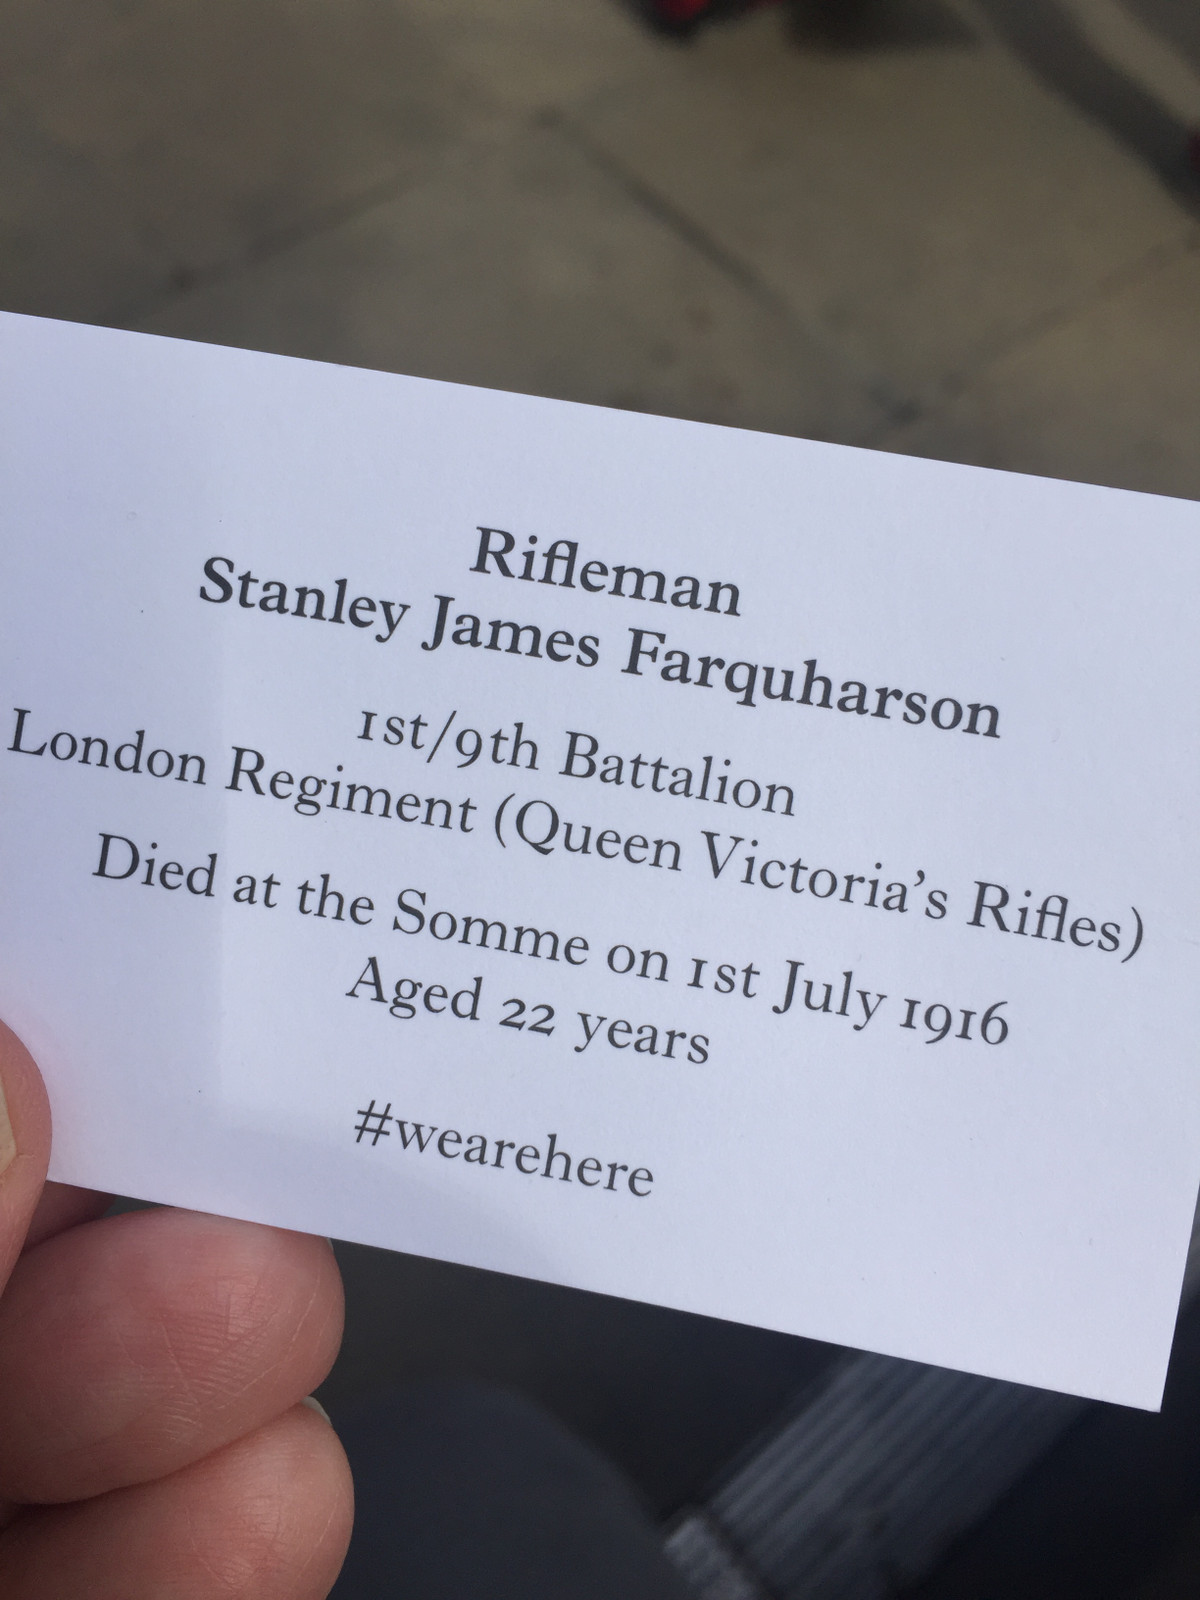 Rifleman
Stanley James Farquharson
1st/9th Battalion
London Regiment (Queen Victoria's Rifles)
Died at the Somme on 1st July 1916
Aged 22 years
#wearehere